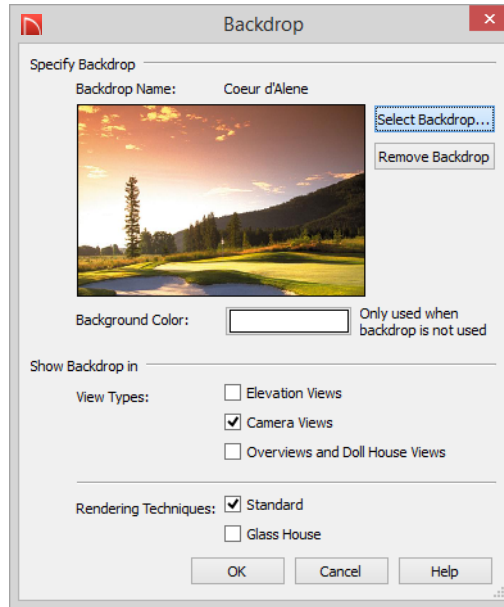 Backdrop
Specify Backdrop
Backdrop Name: Coeur d'Alene
Select Backdrop...
Remove Backdrop
Background Color:
Only used when
backdrop is not used
Show Backdrop in
View Types:
Elevation Views
Camera Views
Overviews and Doll House Views
Rendering Techniques:
Standard
Glass House
OK Cancel Help